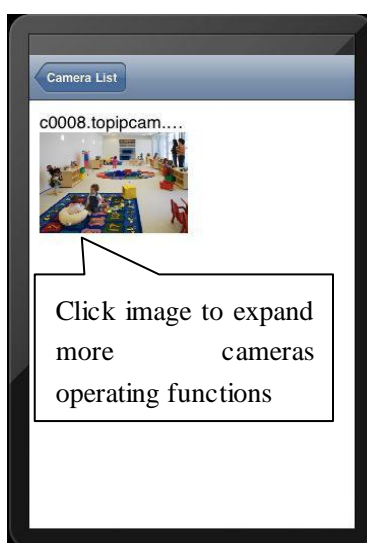 Camera List
c0008.topipcam....
Click image to expand
more cameras
operating functions